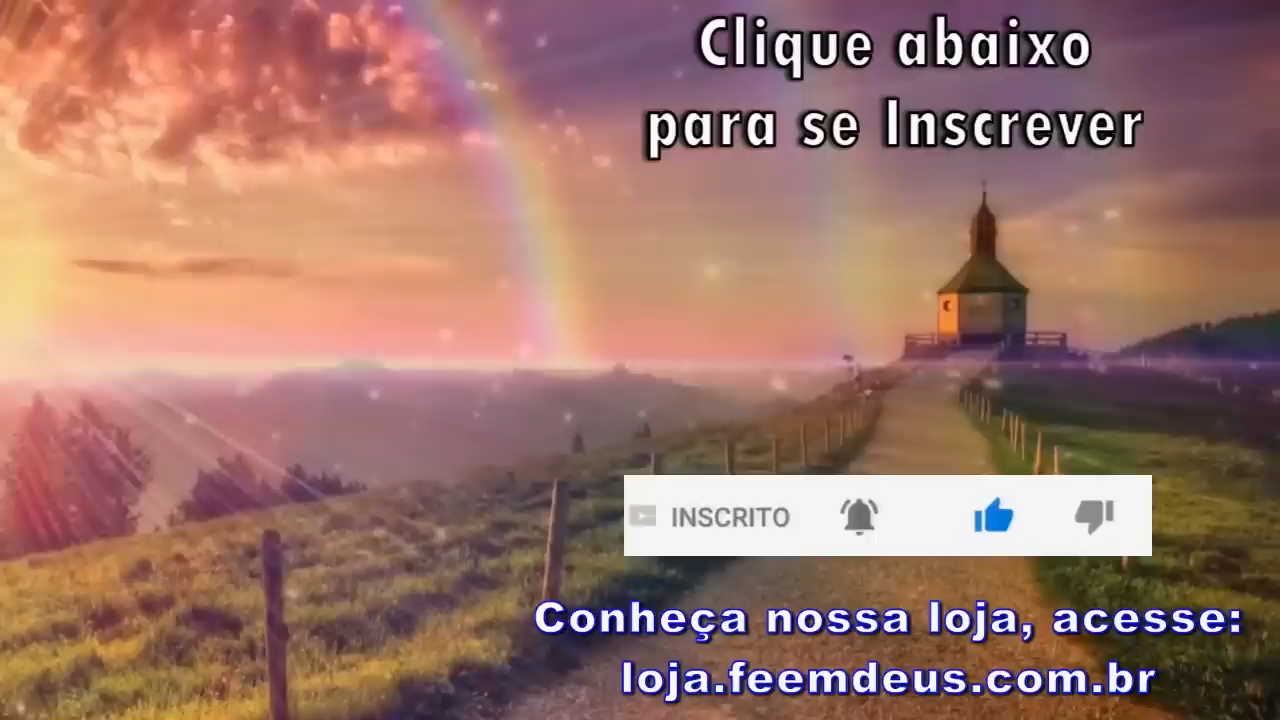 Clique abaixo
para se Inscrever
INSCRITO
Conheça nossa loja, acesse:
loja.feemdeus.com.br